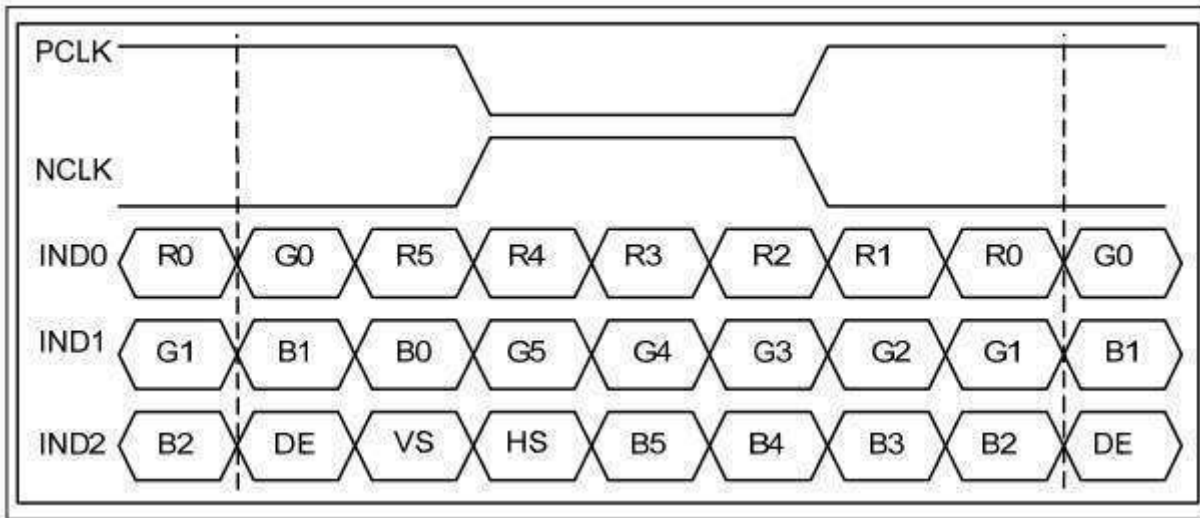 PCLK
NCLK
IND0 R0 G0 R5 R4 R3 R2 R1 R0 G0
IND1 G1 B1 B0 G5 G4 G3 G2 G1 B1
IND2 B2 DE VS HS B5 B4 B3 B2 DE